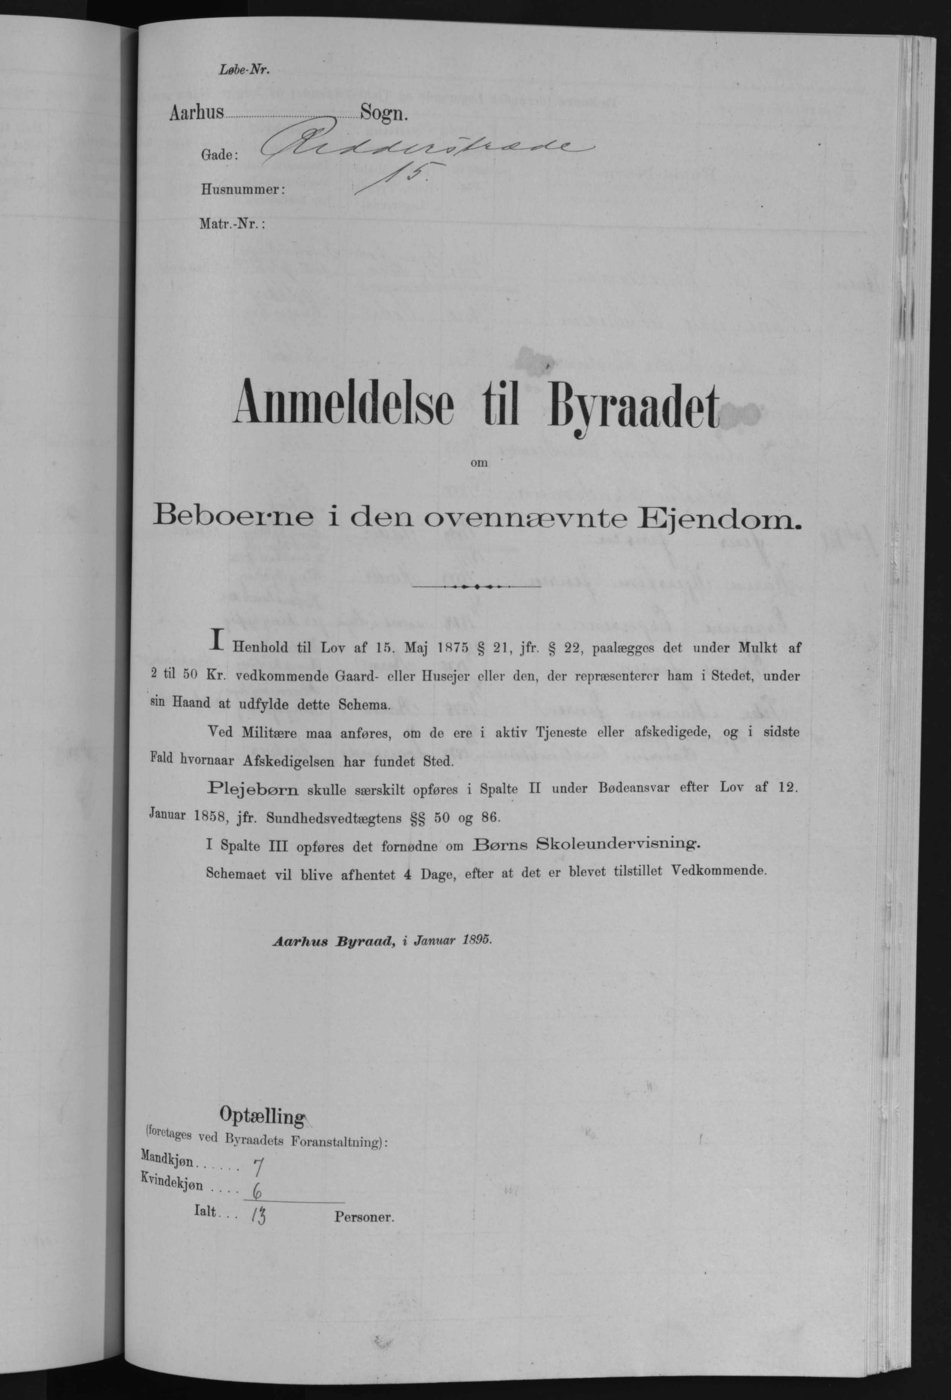 Løbe-Nr.
Aarhus Sogn.
Gade: Ridderstræde
Husnummer: 15.
Matr.-Nr.:
Anmeldelse til Byraadet
om
Beboerne i den ovennævnte Ejendom.
I Henhold til Lov af 15. Maj 1875 § 21, jfr. § 22, paalægges det under Mulkt af
2 til 50 Kr. vedkommende Gaard- eller Husejer eller den, der repræsenterer ham i Stedet, under
sin Haand at udfylde dette Schema.
Ved Militære maa anføres, om de ere i aktiv Tjeneste eller afskedigede, og i sidste
Fald hvornaar Afskedigelsen har fundet Sted.
Plejebørn skulle særskilt opføres i Spalte II under Bødeansvar efter Lov af 12.
Januar 1858, jfr. Sundhedsvedtægtens §§ 50 og 86.
I Spalte III opføres det fornødne om Børns Skoleundervisning.
Schemaet vil blive afhentet 4 Dage, efter at det er blevet tilstillet Vedkommende.
Aarhus Byraad, i Januar 1895.
Optælling
(foretages ved Byraadets Foranstaltning):
Mandkjøn...... 7
Kvindekjøn .... 6
Ialt... 13 Personer.